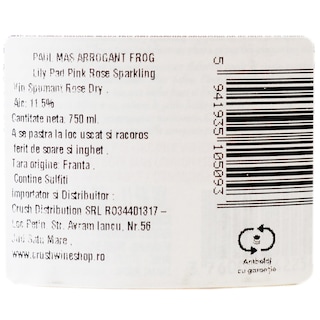 PAUL MAS ARROGANT FROG
Lily Pad Pink Rose Sparkling
Vin Spumant Rose Dry .
Alc: 11.5%
Cantitate neta: 750 ml.
A se pastra la loc uscat si racoros
ferit de soare si inghet .
Tara origine: Franta .
Contine Sulfiti
Importator si Distribuitor :
Crush Distribution SRL RO34401317 –
Loc Petin, Str. Avram Iancu, Nr.56
Jud Satu Mare ,
www.crushwineshop.ro
5 941935 105093
Ambalaj
cu garanție